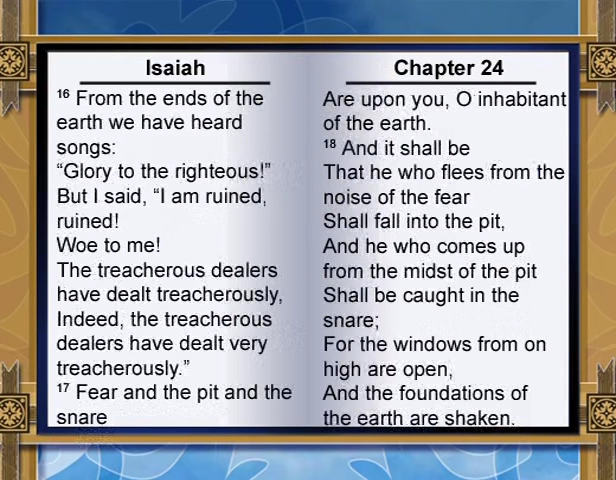 Isaiah
16 From the ends of the
earth we have heard
songs:
“Glory to the righteous!”
But I said, “I am ruined,
ruined!
Woe to me!
The treacherous dealers
have dealt treacherously,
Indeed, the treacherous
dealers have dealt very
treacherously.”
17 Fear and the pit and the
snare
Chapter 24
Are upon you, O inhabitant
of the earth.
18 And it shall be
That he who flees from the
noise of the fear
Shall fall into the pit,
And he who comes up
from the midst of the pit
Shall be caught in the
snare;
For the windows from on
high are open,
And the foundations of
the earth are shaken.